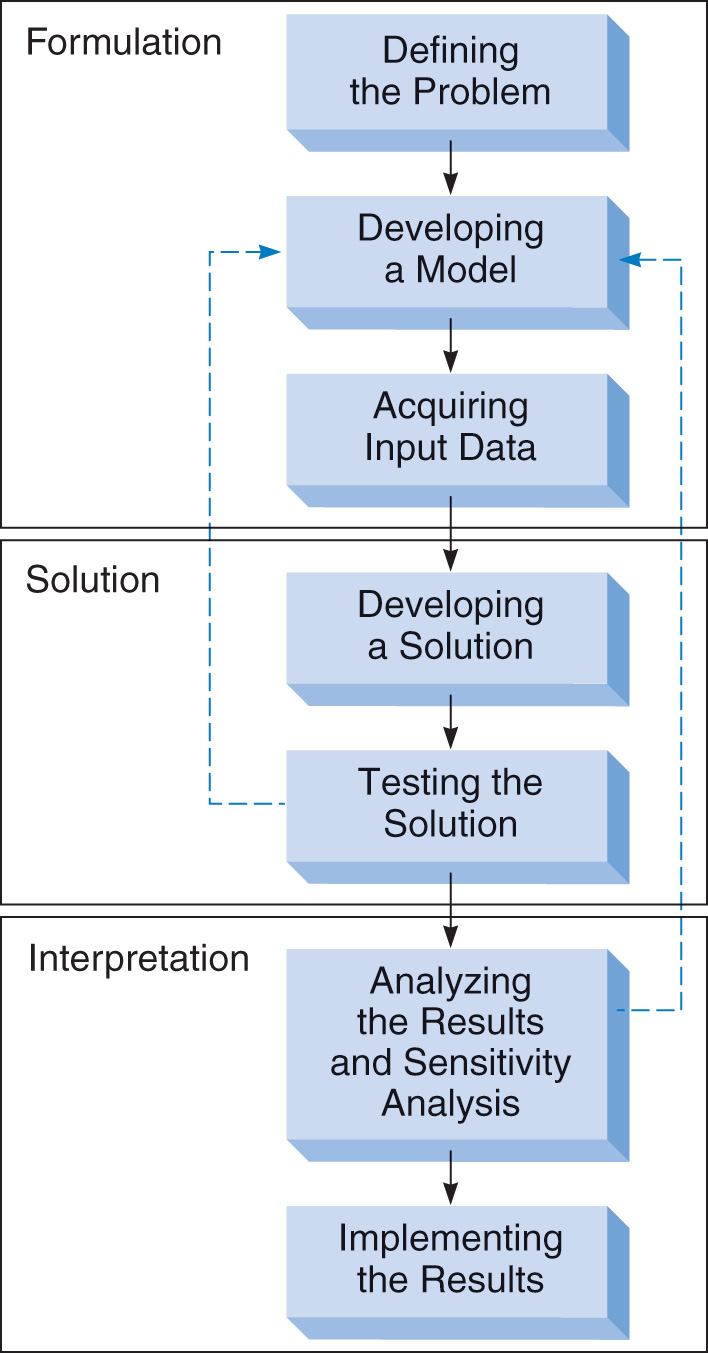 Formulation
Defining
the Problem
Developing
a Model
Acquiring
Input Data
Solution
Developing
a Solution
Testing the
Solution
Interpretation
Analyzing
the Results
and Sensitivity
Analysis
Implementing
the Results